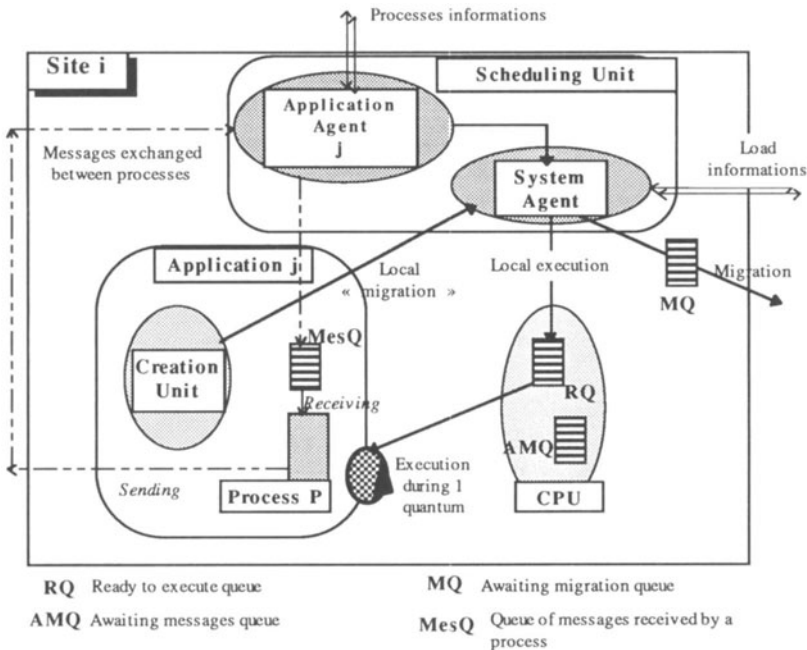 Processes informations
Site i
Scheduling Unit
Application
Agent
j
Messages exchanged
between processes
Load
informations
System
Agent
Application j
Local
« migration »
Local execution
Migration
MQ
MesQ
Creation
Unit
RQ
Receiving
AMQ
Execution
during 1
quantum
Sending
Process P
CPU
RQ Ready to execute queue
MQ Awaiting migration queue
AMQ Awaiting messages queue
MesQ Queue of messages received by a
process